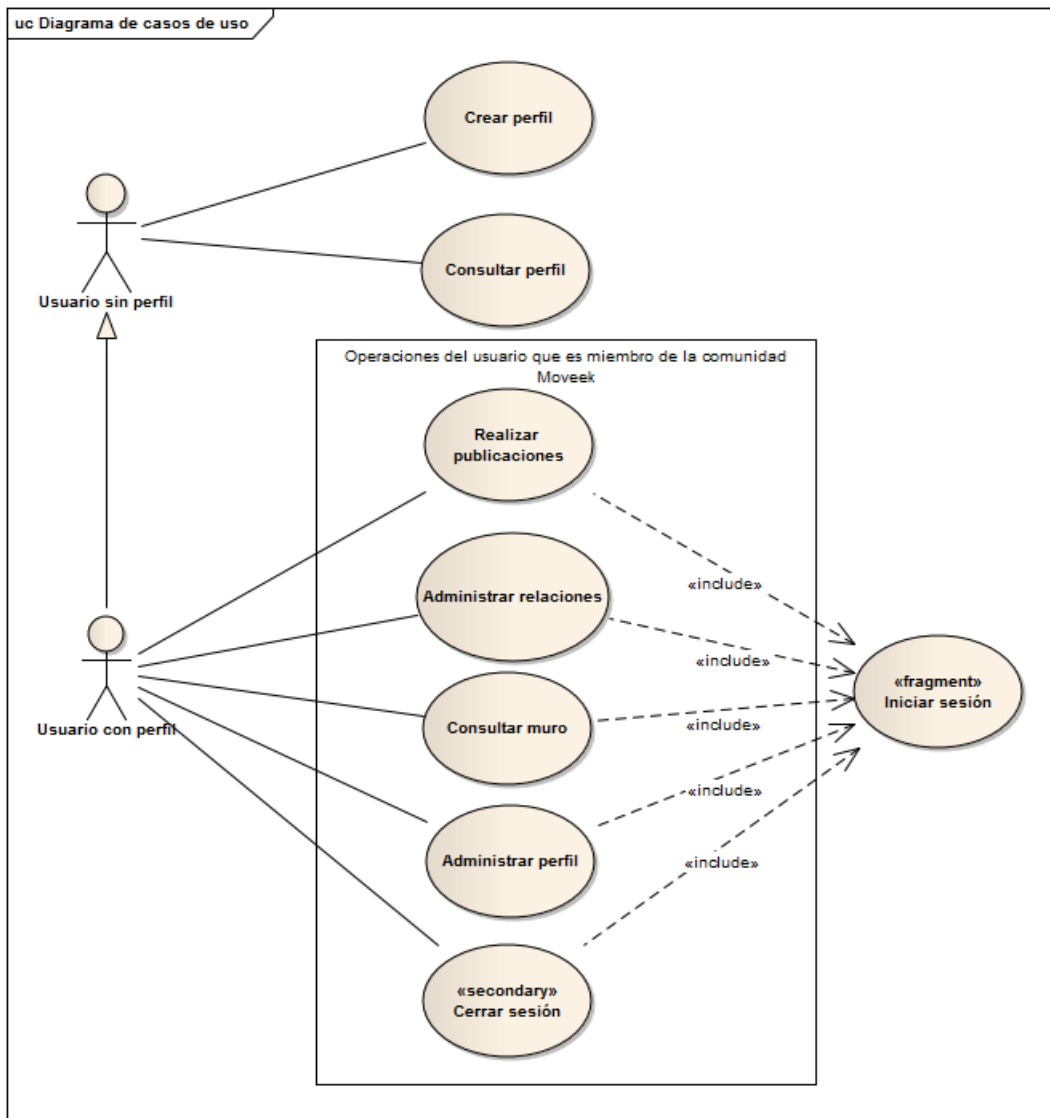 uc Diagrama de casos de uso
Crear perfil
Consultar perfil
Usuario sin perfil
Operaciones del usuario que es miembro de la comunidad
Moveek
Realizar
publicaciones
«include»
Administrar relaciones
«include»
«fragment»
Iniciar sesión
Usuario con perfil
Consultar muro
«include»
«include»
Administrar perfil
«include»
«secondary»
Cerrar sesión